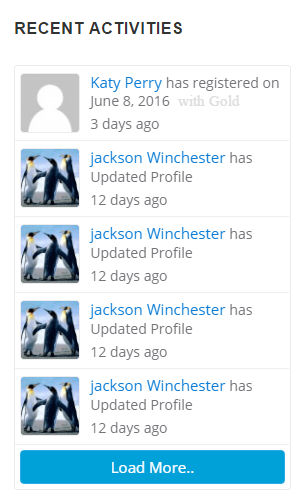 RECENT ACTIVITIES
Katy Perry has registered on
June 8, 2016 with Gold
3 days ago
jackson Winchester has
Updated Profile
12 days ago
jackson Winchester has
Updated Profile
12 days ago
jackson Winchester has
Updated Profile
12 days ago
jackson Winchester has
Updated Profile
12 days ago
Load More..